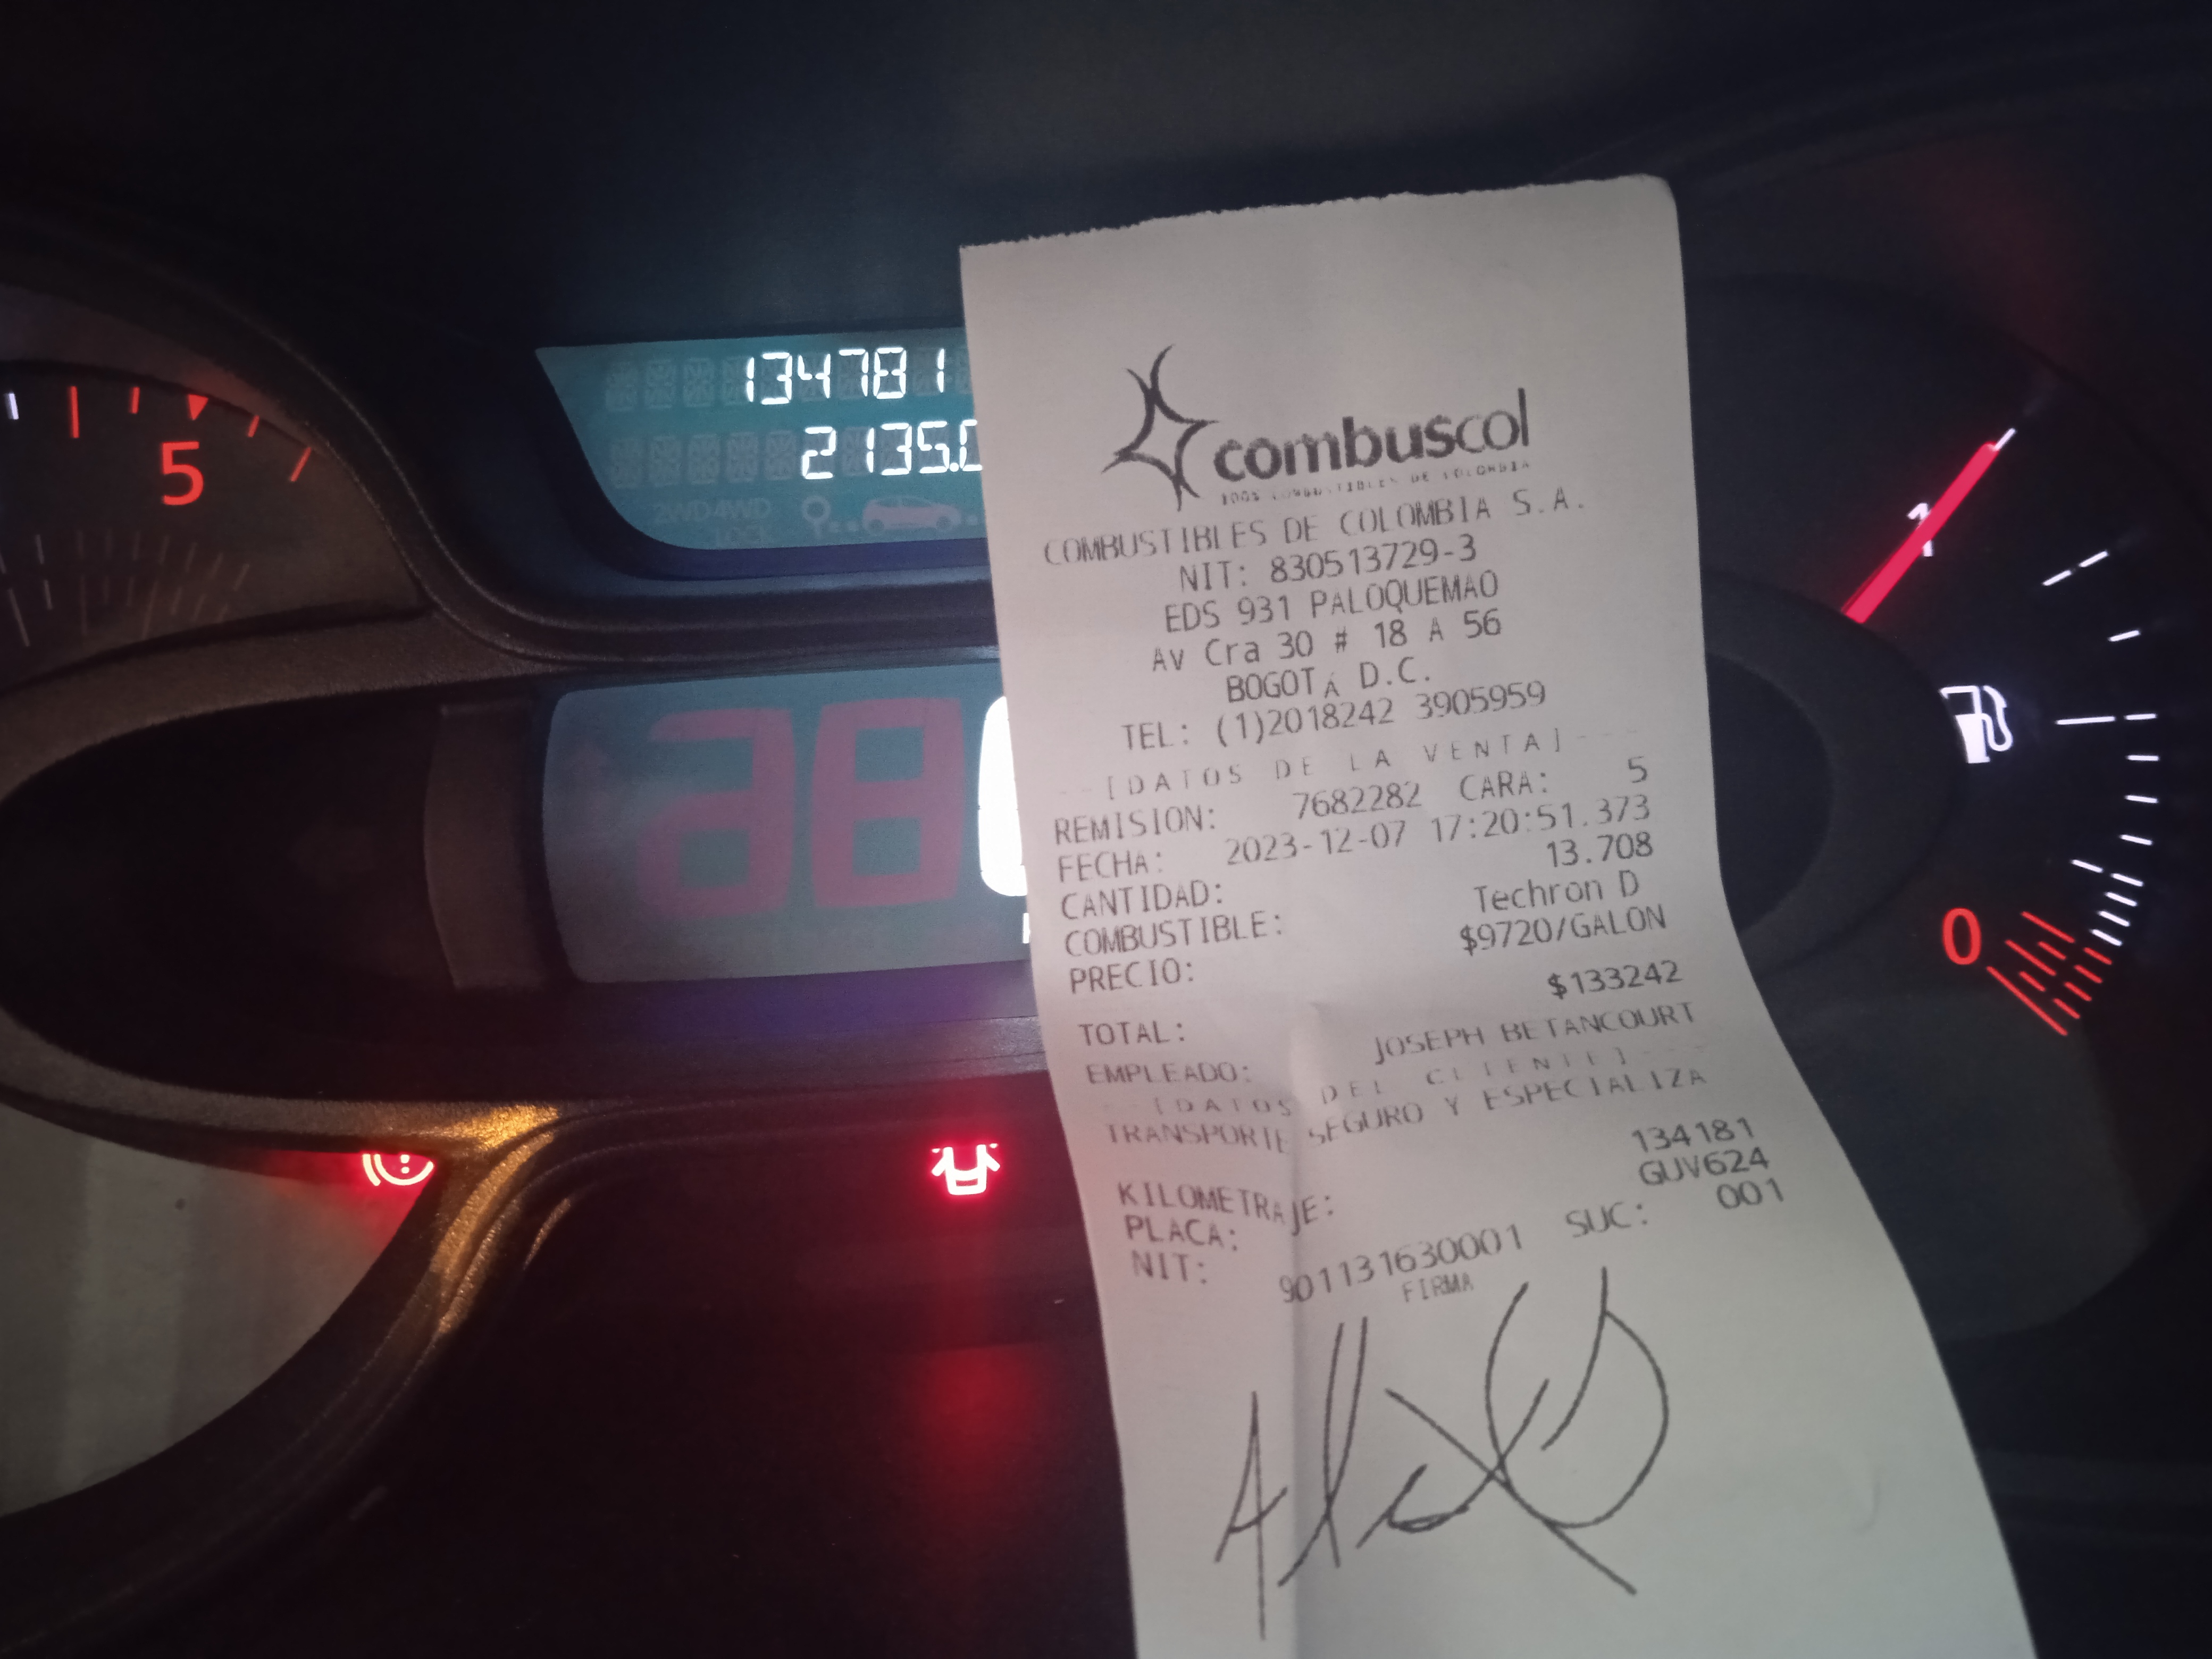 134781
2135.0
2WD4WD
LOCK
5
1
0
combuscol
COMBUSTIBLES DE COLOMBIA S.A.
NIT: 830513729-3
EDS 931 PALOQUEMAO
Av Cra 30 # 18 A 56
BOGOTÁ D.C.
TEL: (1)2018242 3905959
--[DATOS DE LA VENTA]--
REMISION: 7682282 CARA: 5
FECHA: 2023-12-07 17:20:51.373
CANTIDAD: 13.708
COMBUSTIBLE: Techron D
PRECIO: $9720/GALON
TOTAL: $133242
EMPLEADO: JOSEPH BETANCOURT
--[DATOS DEL CLIENTE]--
TRANSPORTE SEGURO Y ESPECIALIZA
KILOMETRAJE: 134181
PLACA: GUV624
NIT: 901131630001 SUC: 001
FIRMA